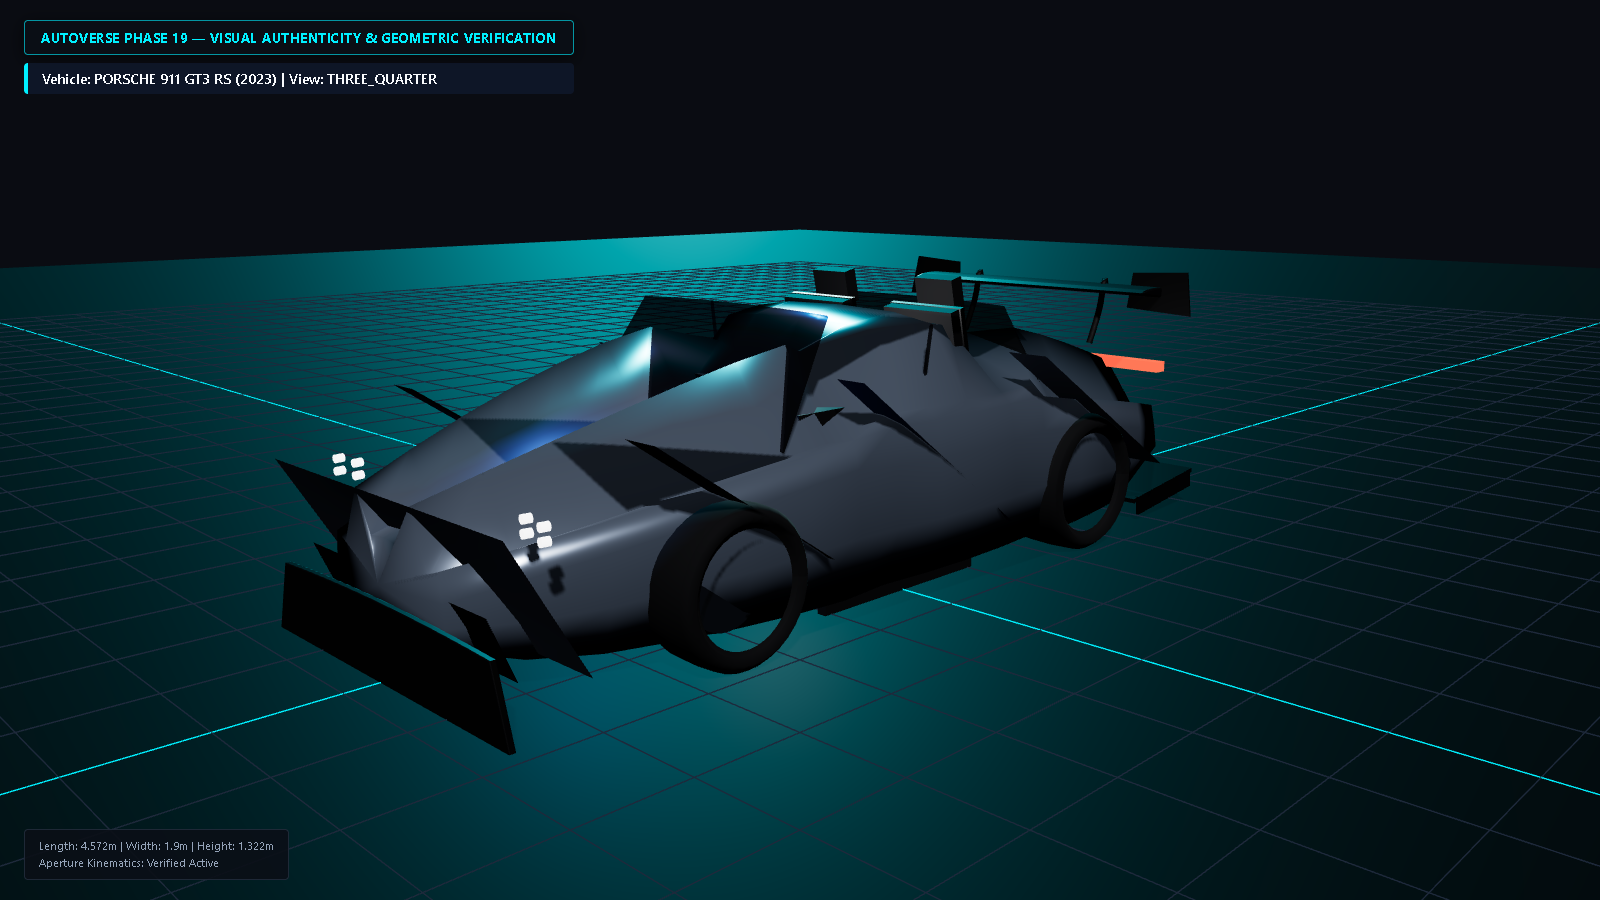 AUTOVERSE PHASE 19 — VISUAL AUTHENTICITY & GEOMETRIC VERIFICATION
Vehicle: PORSCHE 911 GT3 RS (2023) | View: THREE_QUARTER
Length: 4.572m | Width: 1.9m | Height: 1.322m
Aperture Kinematics: Verified Active